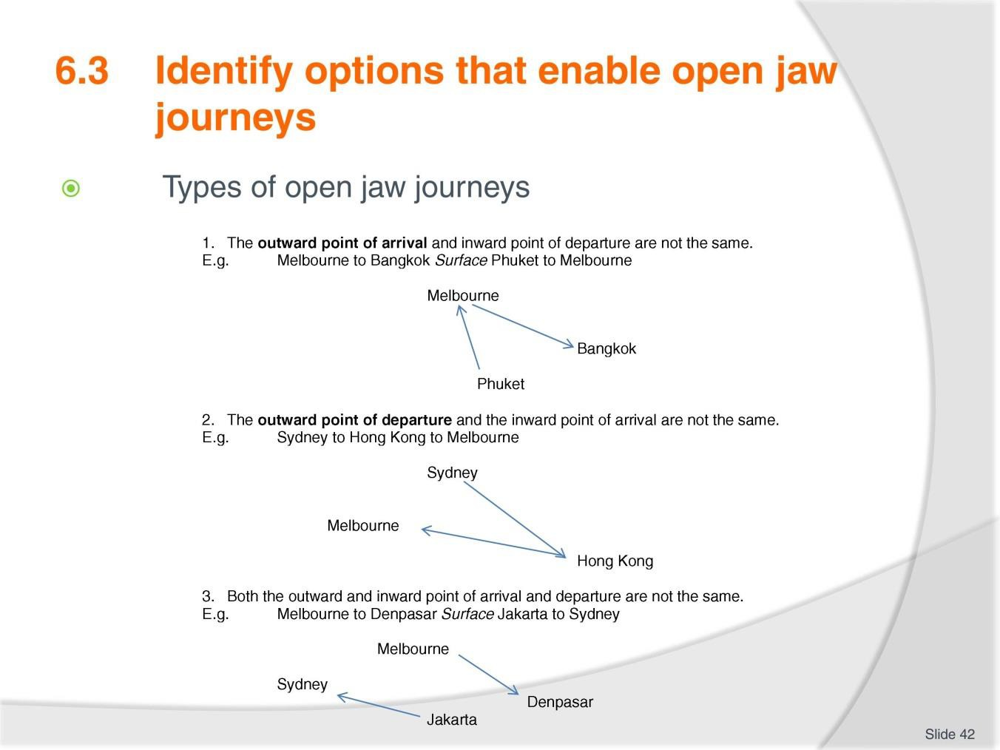 6.3 Identify options that enable open jaw
journeys
Types of open jaw journeys
1. The outward point of arrival and inward point of departure are not the same.
E.g. Melbourne to Bangkok Surface Phuket to Melbourne
Melbourne
Bangkok
Phuket
2. The outward point of departure and the inward point of arrival are not the same.
E.g. Sydney to Hong Kong to Melbourne
Sydney
Melbourne
Hong Kong
3. Both the outward and inward point of arrival and departure are not the same.
E.g. Melbourne to Denpasar Surface Jakarta to Sydney
Melbourne
Sydney
Denpasar
Jakarta
Slide 42